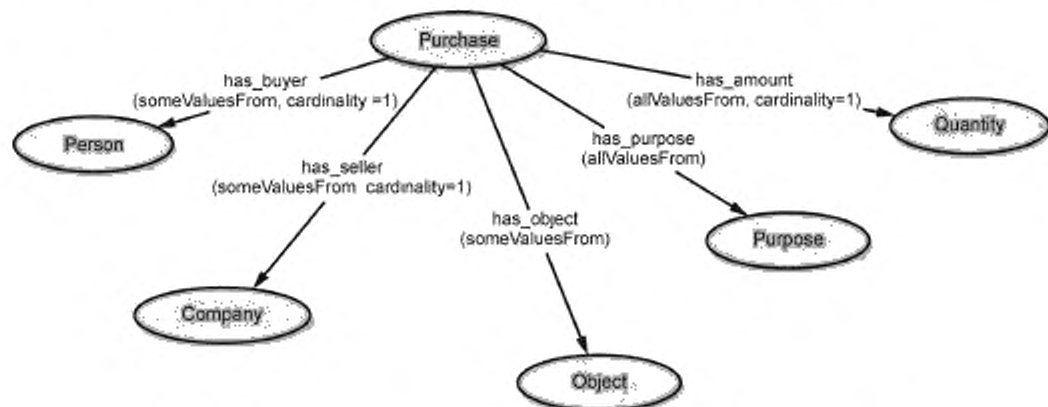 Purchase
has_buyer
(someValuesFrom, cardinality =1)
has_amount
(allValuesFrom, cardinality=1)
Person
Quantity
has_purpose
(allValuesFrom)
has_seller
(someValuesFrom cardinality=1)
has_object
(someValuesFrom)
Purpose
Company
Object